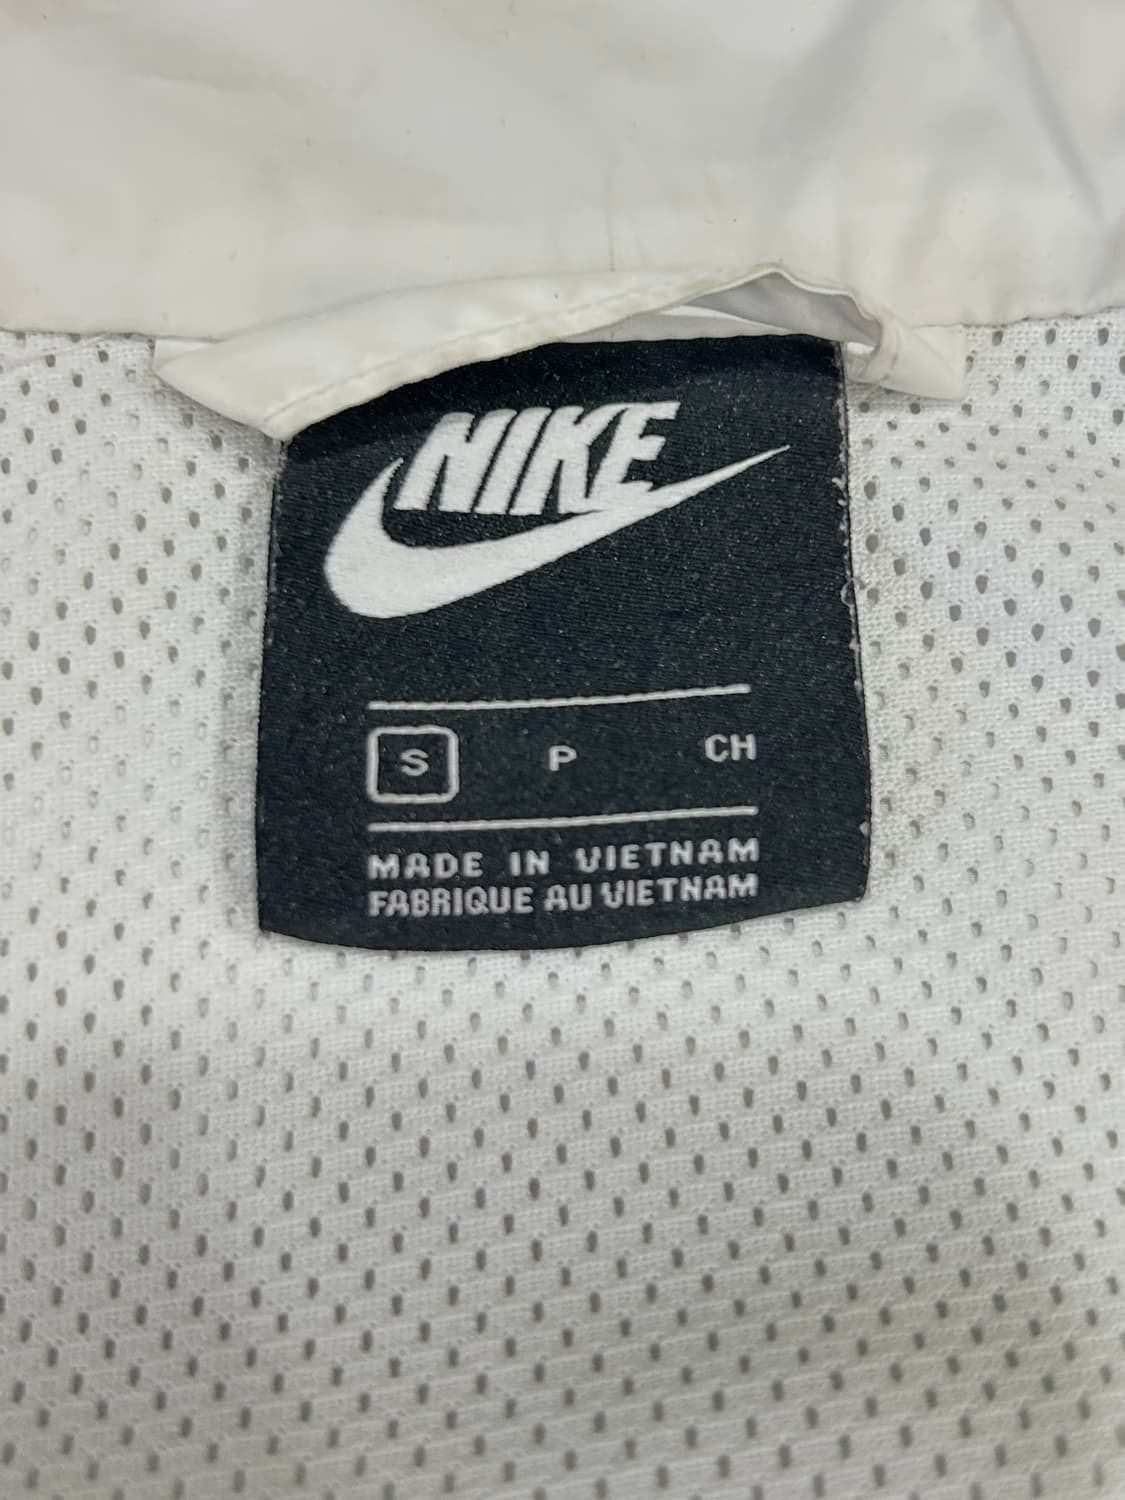 NIKE
S P CH
MADE IN VIETNAM
FABRIQUE AU VIETNAM